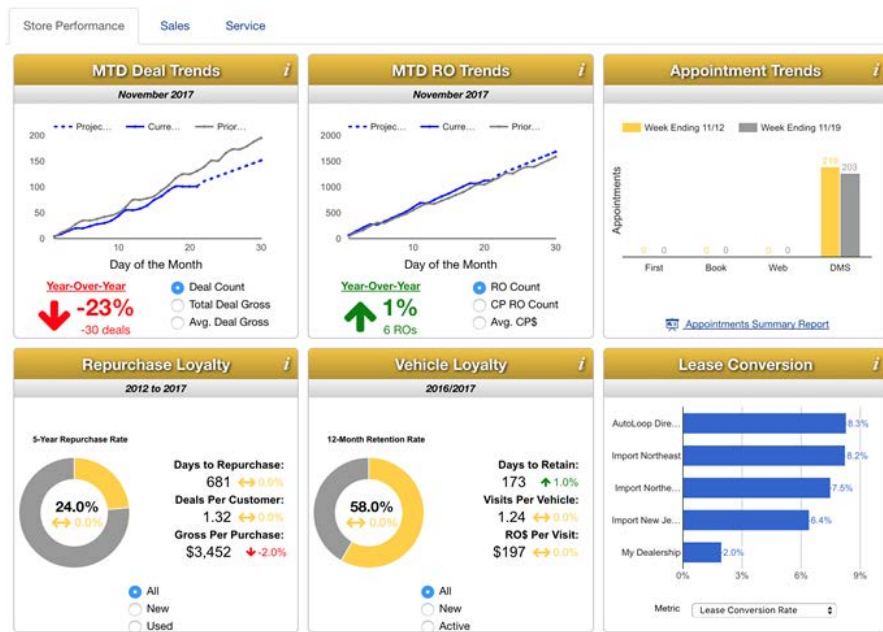 Store Performance
Sales
Service
MTD Deal Trends
i
November 2017
Projec...
Curre...
Prior...
200
150
100
50
0
10
20
30
Day of the Month
Year-Over-Year
-23%
-30 deals
Deal Count
Total Deal Gross
Avg. Deal Gross
MTD RO Trends
i
November 2017
Projec...
Curre...
Prior...
2000
1500
1000
500
0
10
20
30
Day of the Month
Year-Over-Year
1%
6 ROs
RO Count
CP RO Count
Avg. CP$
Appointment Trends
i
Week Ending 11/12
Week Ending 11/19
Appointments
0 0
0 0
0 0
219 203
First
Book
Web
DMS
Appointments Summary Report
Repurchase Loyalty
i
2012 to 2017
5-Year Repurchase Rate
24.0%
0.0%
Days to Repurchase:
681 0.0%
Deals Per Customer:
1.32 0.0%
Gross Per Purchase:
$3,452 -2.0%
All
New
Used
Vehicle Loyalty
i
2016/2017
12-Month Retention Rate
58.0%
0.0%
Days to Retain:
173 1.0%
Visits Per Vehicle:
1.24 0.0%
RO$ Per Visit:
$197 0.0%
All
New
Active
Lease Conversion
i
AutoLoop Dire...
8.3%
Import Northeast
8.2%
Import Northe...
7.5%
Import New Je...
6.4%
My Dealership
2.0%
0%
3%
6%
9%
Metric
Lease Conversion Rate